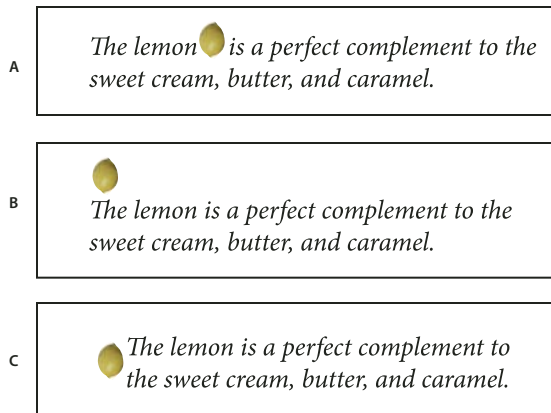 A
The lemon is a perfect complement to the
sweet cream, butter, and caramel.
B
The lemon is a perfect complement to the
sweet cream, butter, and caramel.
C
The lemon is a perfect complement to
the sweet cream, butter, and caramel.